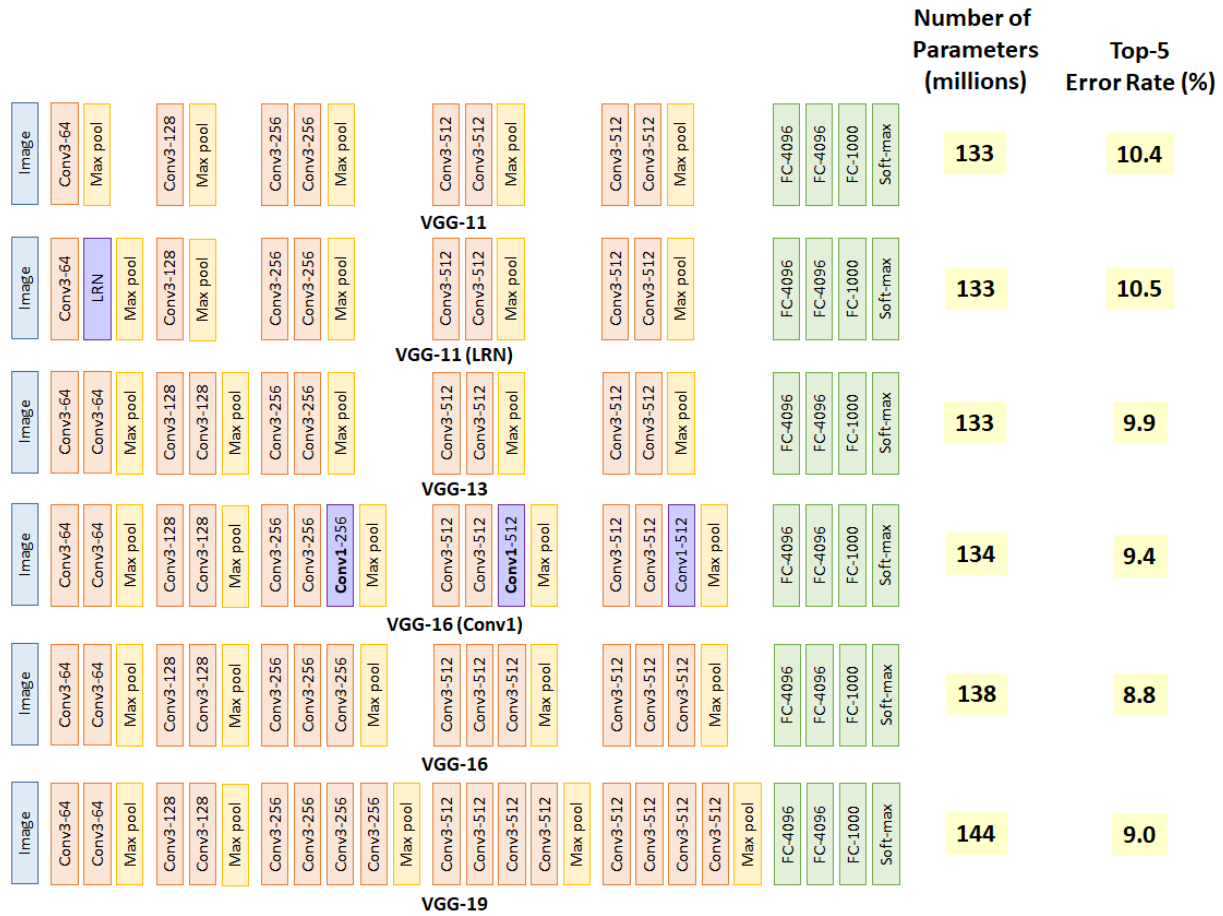 Number of
Parameters
(millions)
Top-5
Error Rate (%)
Image
Conv3-64
Max pool
Conv3-128
Max pool
Conv3-256
Conv3-256
Max pool
Conv3-512
Conv3-512
Max pool
Conv3-512
Conv3-512
Max pool
FC-4096
FC-4096
FC-1000
Soft-max
133
10.4
VGG-11
Image
Conv3-64
LRN
Max pool
Conv3-128
Max pool
Conv3-256
Conv3-256
Max pool
Conv3-512
Conv3-512
Max pool
Conv3-512
Conv3-512
Max pool
FC-4096
FC-4096
FC-1000
Soft-max
133
10.5
VGG-11 (LRN)
Image
Conv3-64
Conv3-64
Max pool
Conv3-128
Conv3-128
Max pool
Conv3-256
Conv3-256
Max pool
Conv3-512
Conv3-512
Max pool
Conv3-512
Conv3-512
Max pool
FC-4096
FC-4096
FC-1000
Soft-max
133
9.9
VGG-13
Image
Conv3-64
Conv3-64
Max pool
Conv3-128
Conv3-128
Max pool
Conv3-256
Conv3-256
Conv1-256
Max pool
Conv3-512
Conv3-512
Conv1-512
Max pool
Conv3-512
Conv3-512
Conv1-512
Max pool
FC-4096
FC-4096
FC-1000
Soft-max
134
9.4
VGG-16 (Conv1)
Image
Conv3-64
Conv3-64
Max pool
Conv3-128
Conv3-128
Max pool
Conv3-256
Conv3-256
Conv3-256
Max pool
Conv3-512
Conv3-512
Conv3-512
Max pool
Conv3-512
Conv3-512
Conv3-512
Max pool
FC-4096
FC-4096
FC-1000
Soft-max
138
8.8
VGG-16
Image
Conv3-64
Conv3-64
Max pool
Conv3-128
Conv3-128
Max pool
Conv3-256
Conv3-256
Conv3-256
Conv3-256
Max pool
Conv3-512
Conv3-512
Conv3-512
Conv3-512
Max pool
Conv3-512
Conv3-512
Conv3-512
Conv3-512
Max pool
FC-4096
FC-4096
FC-1000
Soft-max
144
9.0
VGG-19